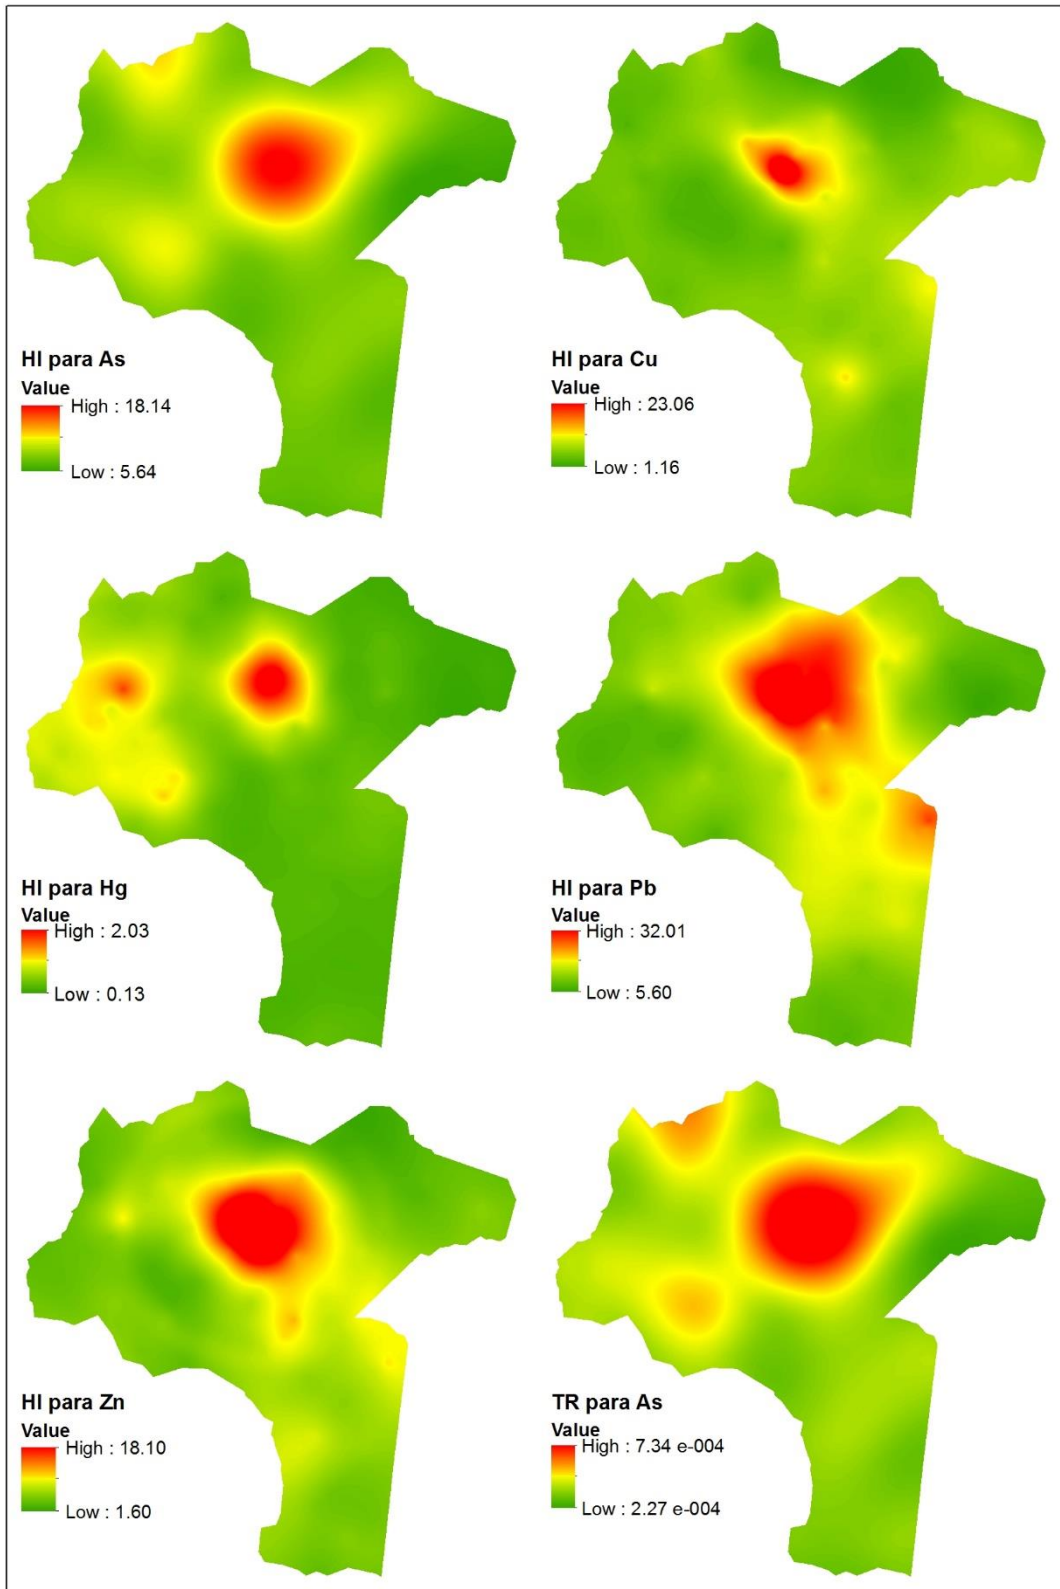 HI para As
Value
High : 18.14
Low : 5.64
HI para Cu
Value
High : 23.06
Low : 1.16
HI para Hg
Value
High : 2.03
Low : 0.13
HI para Pb
Value
High : 32.01
Low : 5.60
HI para Zn
Value
High : 18.10
Low : 1.60
TR para As
Value
High : 7.34 e-004
Low : 2.27 e-004